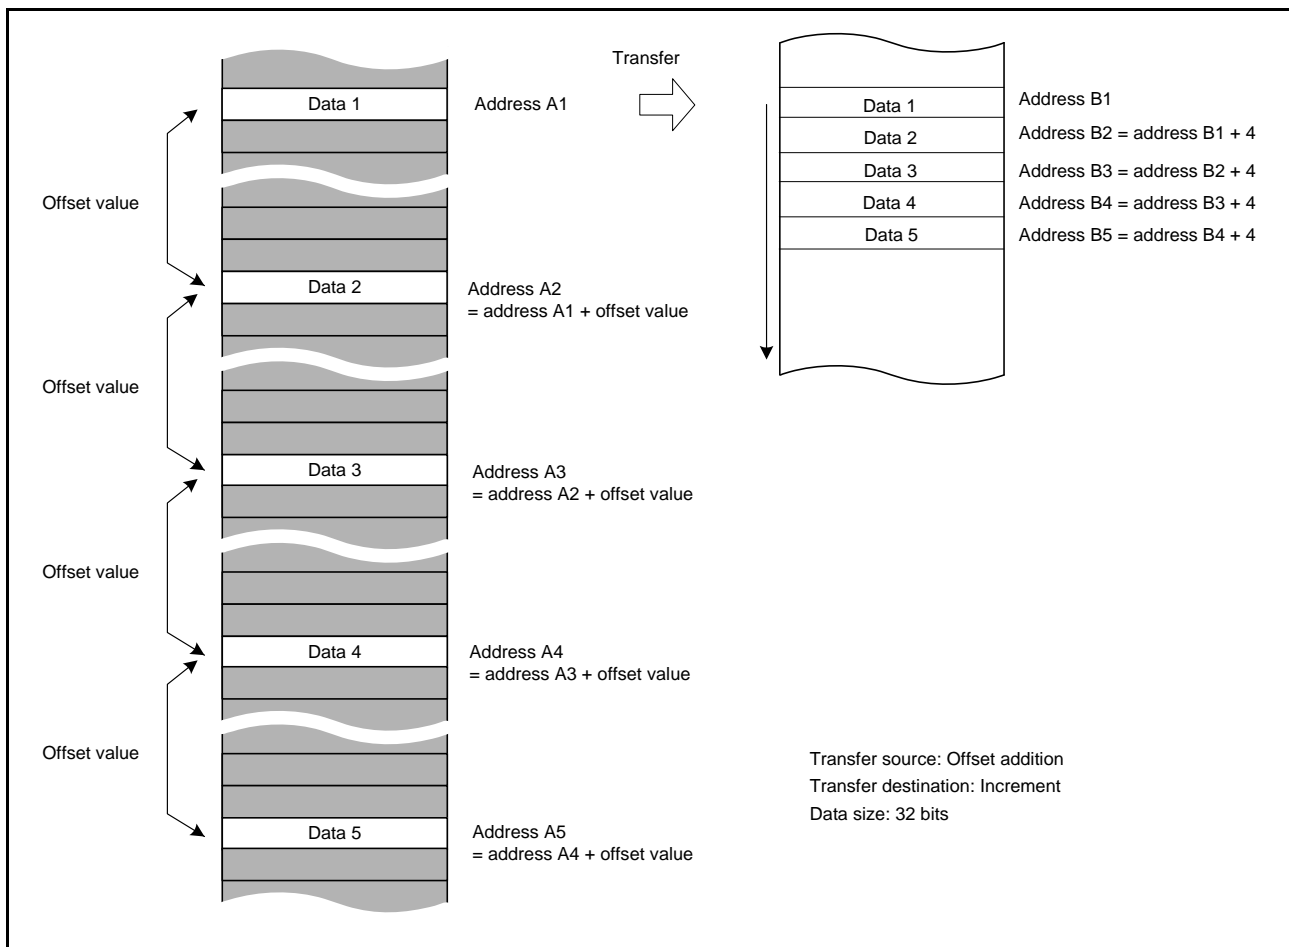 Transfer
Data 1
Address A1
Offset value
Data 2
Address A2
= address A1 + offset value
Offset value
Data 3
Address A3
= address A2 + offset value
Offset value
Data 4
Address A4
= address A3 + offset value
Offset value
Data 5
Address A5
= address A4 + offset value
Data 1
Address B1
Data 2
Address B2 = address B1 + 4
Data 3
Address B3 = address B2 + 4
Data 4
Address B4 = address B3 + 4
Data 5
Address B5 = address B4 + 4
Transfer source: Offset addition
Transfer destination: Increment
Data size: 32 bits